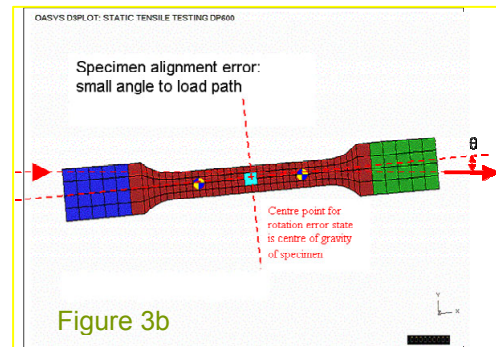 OASYS D3PLOT: STATIC TENSILE TESTING DP600
Specimen alignment error:
small angle to load path
θ
Centre point for
rotation error state
is centre of gravity
of specimen
Y
X
Figure 3b